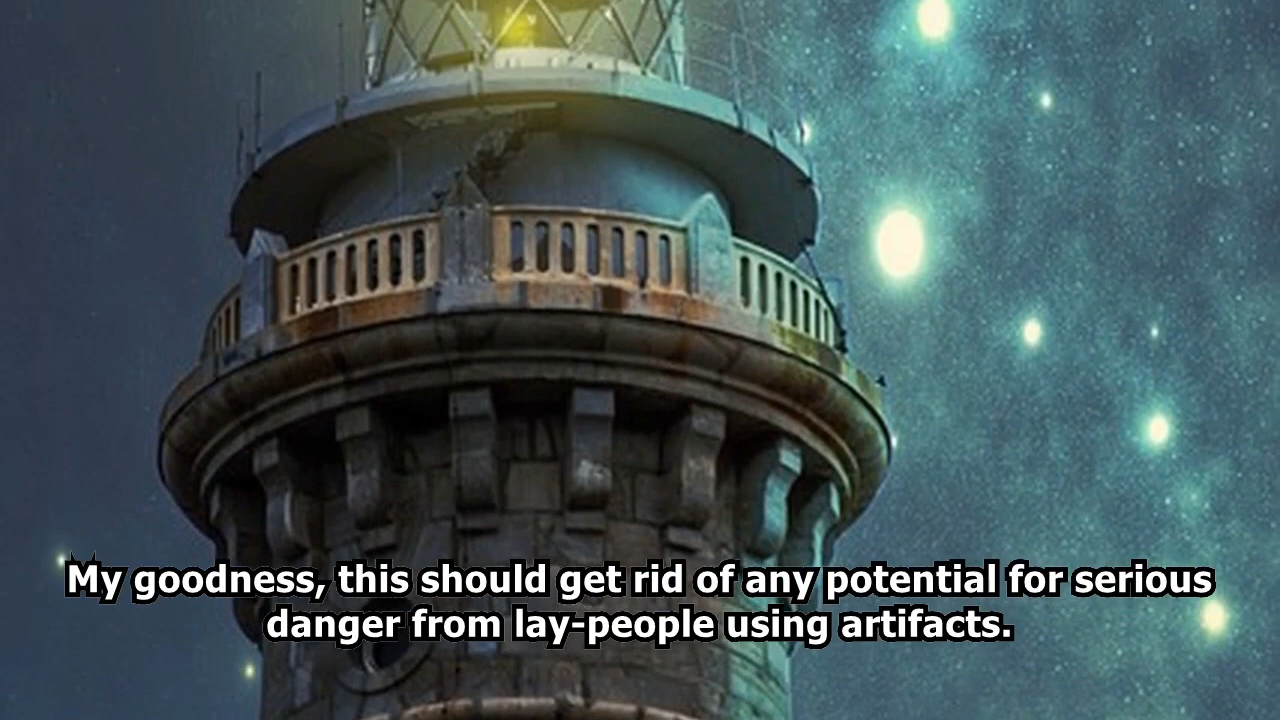 My goodness, this should get rid of any potential for serious
danger from lay-people using artifacts.